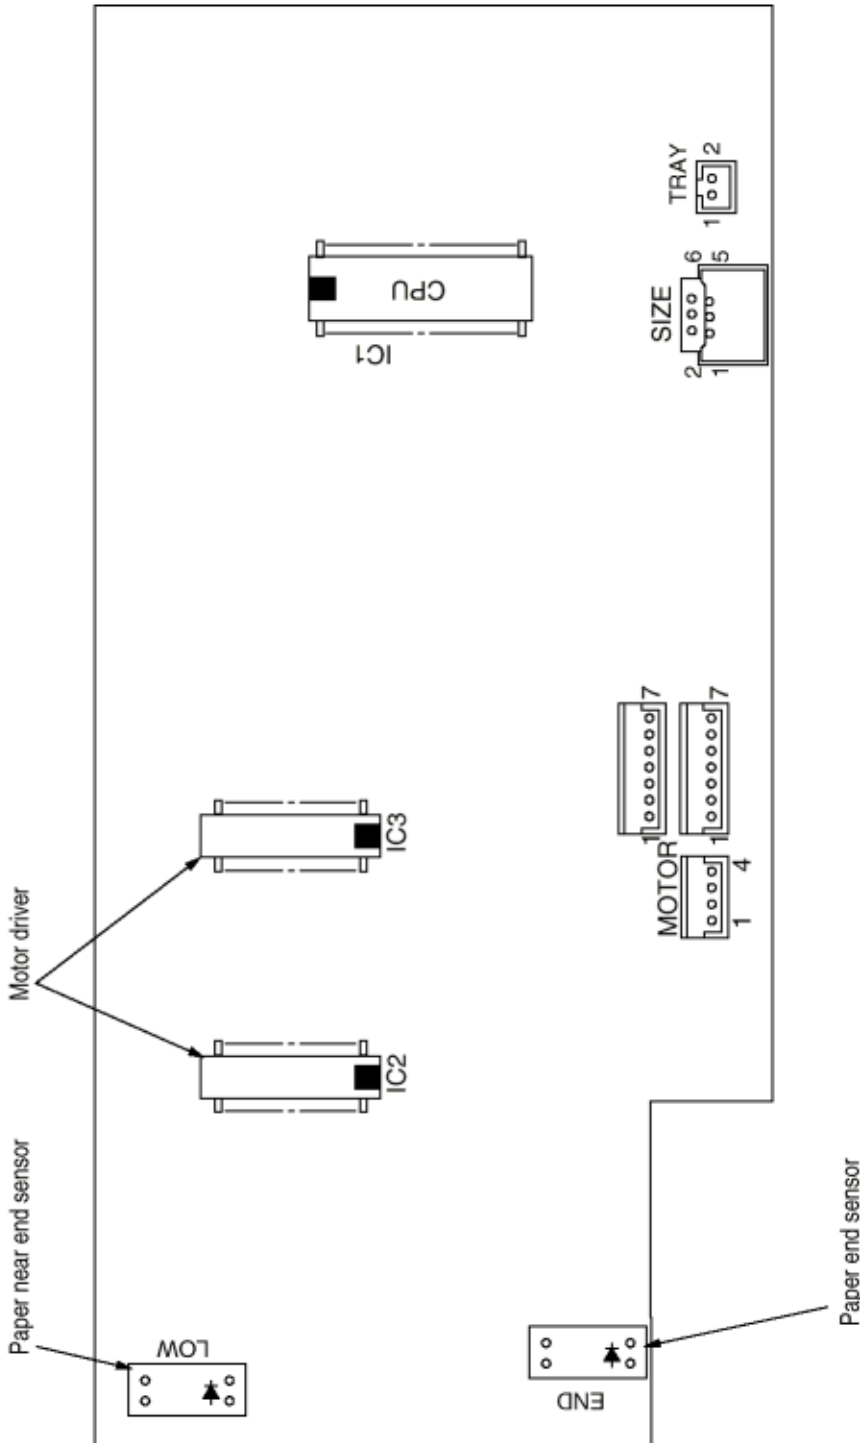 TRAY
2
1
CPU
IC1
SIZE
6
5
2
1
7
7
1
1
IC3
MOTOR
4
1
Motor driver
IC2
Paper near end sensor
LOW
Paper end sensor
END